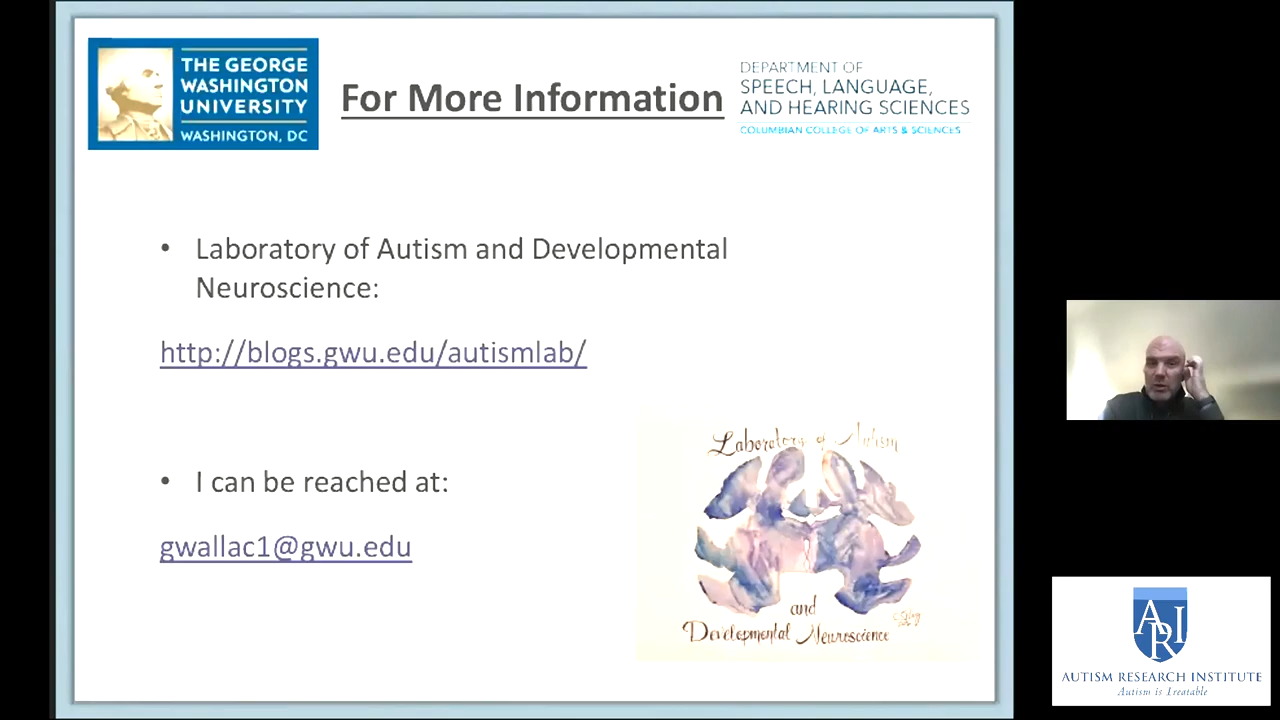 THE GEORGE
WASHINGTON
UNIVERSITY
WASHINGTON, DC
For More Information
DEPARTMENT OF
SPEECH, LANGUAGE,
AND HEARING SCIENCES
COLUMBIAN COLLEGE OF ARTS & SCIENCES
• Laboratory of Autism and Developmental
Neuroscience:
http://blogs.gwu.edu/autismlab/
• I can be reached at:
gwallac1@gwu.edu
Laboratory of Autism
and
Developmental Neuroscience
ARI
AUTISM RESEARCH INSTITUTE
Autism is Treatable